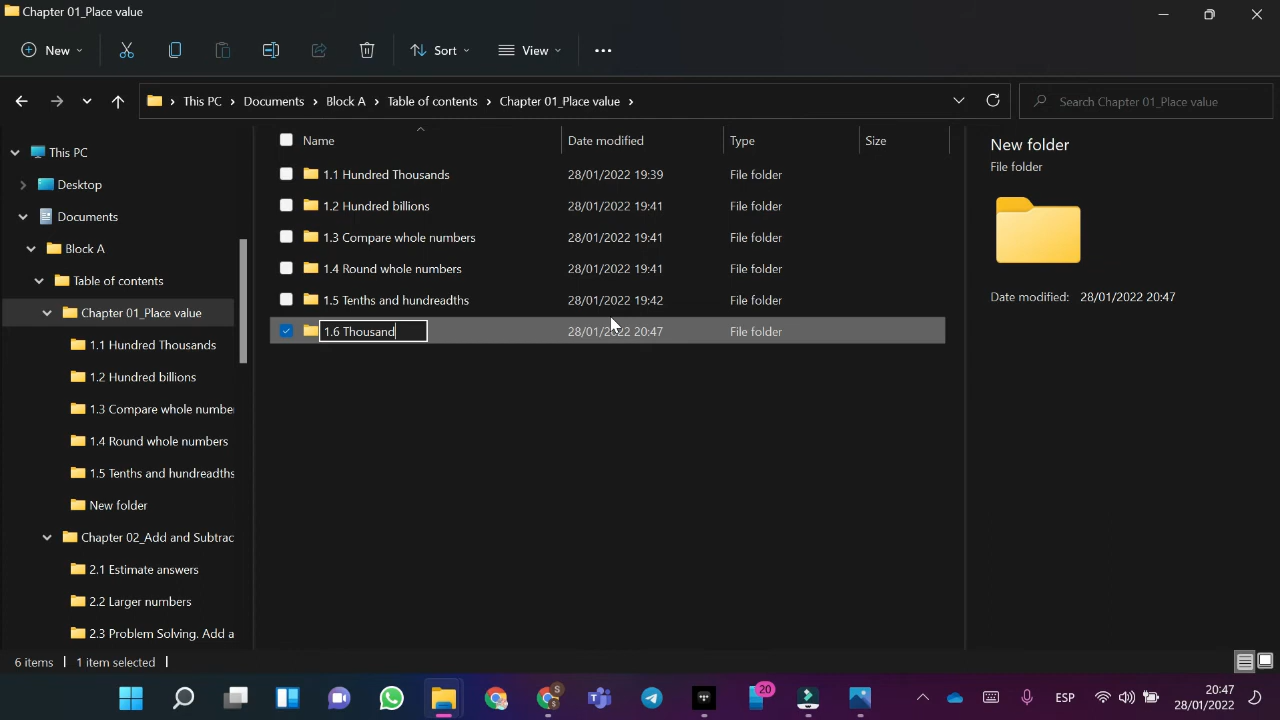 Chapter 01_Place value
New
Sort
View
This PC
Documents
Block A
Table of contents
Chapter 01_Place value
Search Chapter 01_Place value
This PC
Desktop
Documents
Block A
Table of contents
Chapter 01_Place value
1.1 Hundred Thousands
1.2 Hundred billions
1.3 Compare whole numbe
1.4 Round whole numbers
1.5 Tenths and hundreadths
New folder
Chapter 02_Add and Subtrac
2.1 Estimate answers
2.2 Larger numbers
2.3 Problem Solving. Add a
Name Date modified Type Size
1.1 Hundred Thousands 28/01/2022 19:39 File folder
1.2 Hundred billions 28/01/2022 19:41 File folder
1.3 Compare whole numbers 28/01/2022 19:41 File folder
1.4 Round whole numbers 28/01/2022 19:41 File folder
1.5 Tenths and hundreadths 28/01/2022 19:42 File folder
1.6 Thousand 28/01/2022 20:47 File folder
New folder
File folder
Date modified: 28/01/2022 20:47
6 items 1 item selected
S
S
20
ESP
20:47
28/01/2022